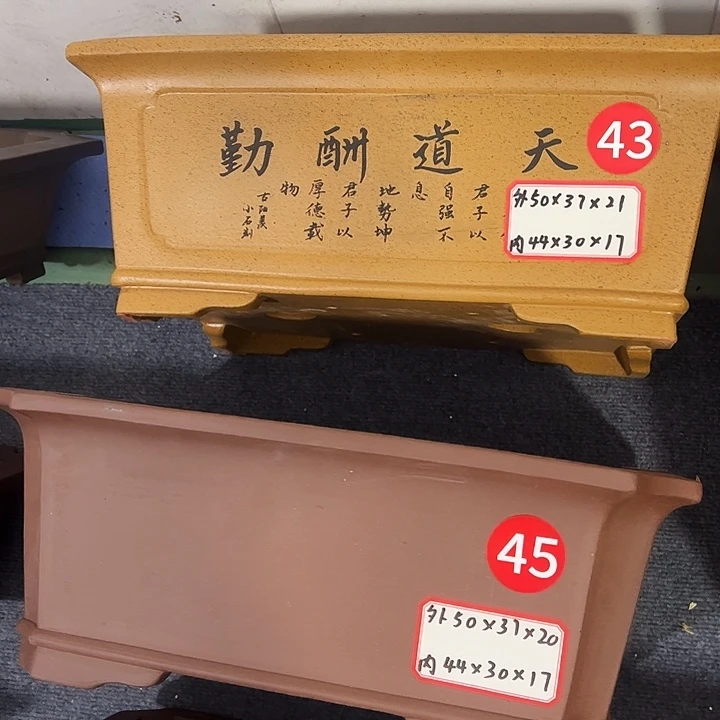 天道酬勤
君子以
自强不
息
地势坤
君子以
厚德载
物
古阳羡
小石刻
43
外50×37×21
内44×30×17
45
外50×37×20
内44×30×17